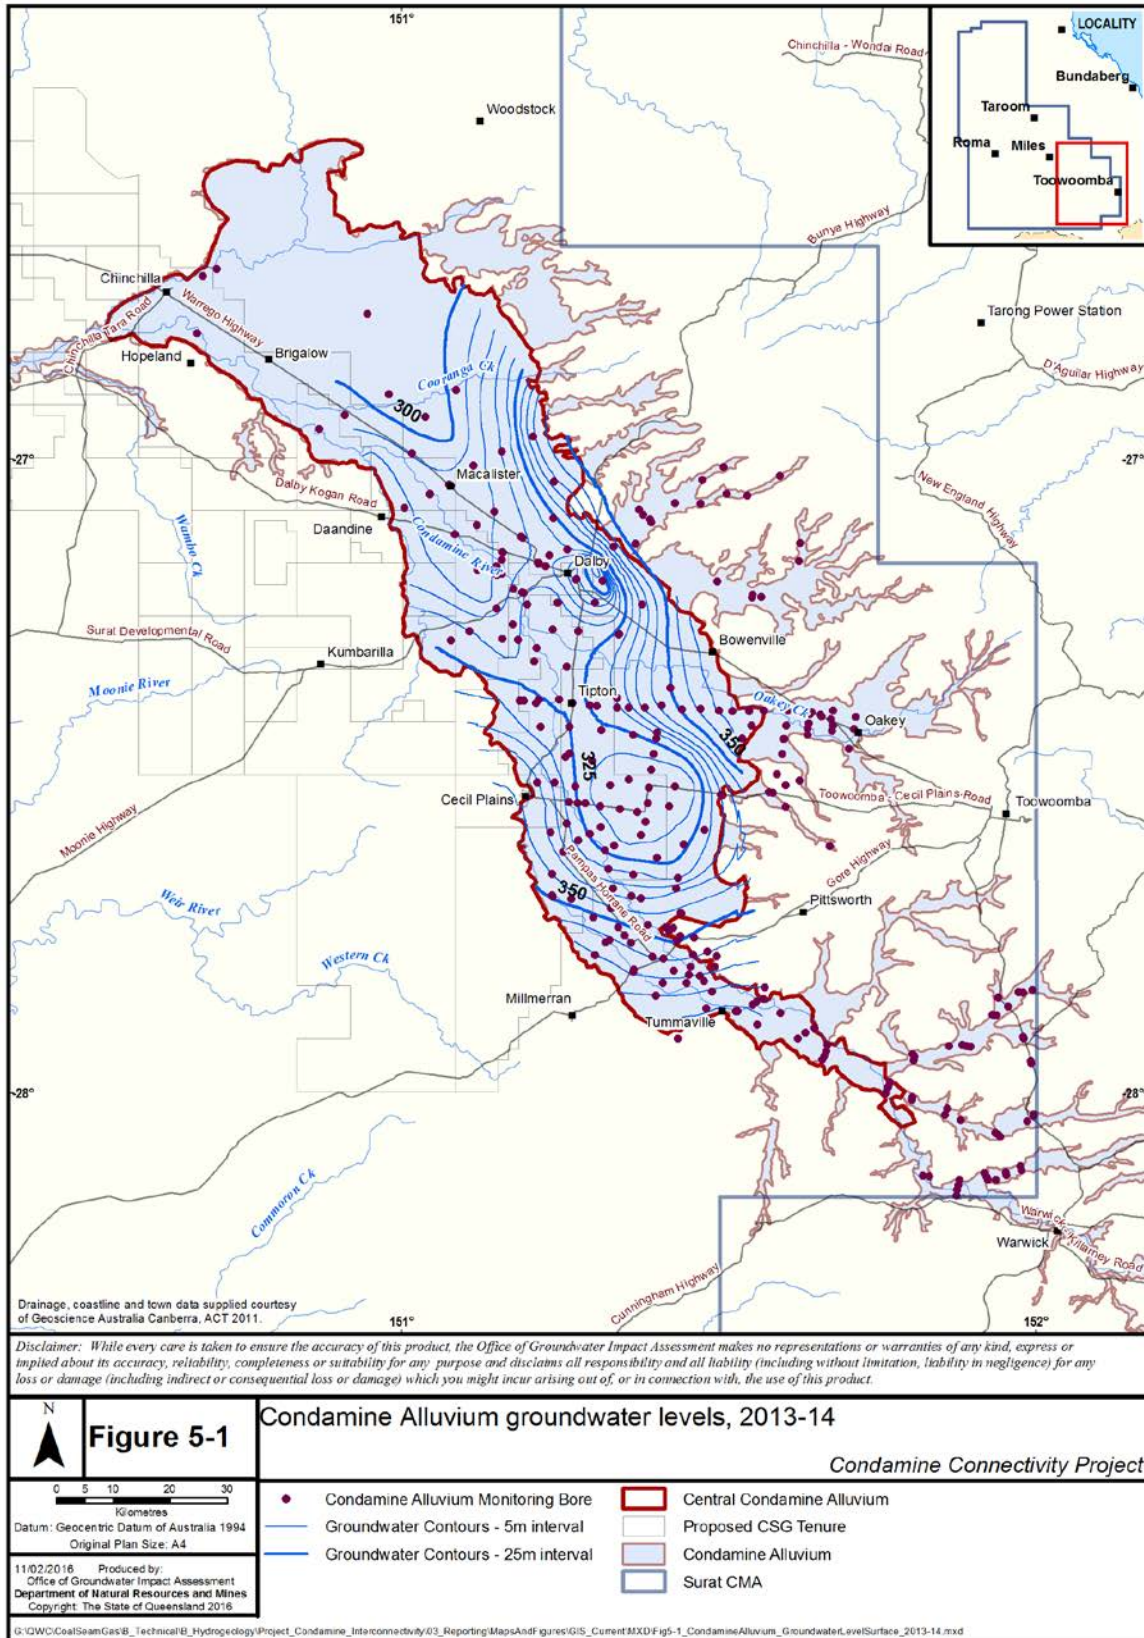 151°
LOCALITY
Bundaberg
Taroom
Roma
Miles
Toowoomba
Chinchilla - Wondai Road
Woodstock
Bunya Highway
Chinchilla
Warrego Highway
Chinchilla Tara Road
Hopeland
Brigalow
Tarong Power Station
D'Aguilar Highway
Cooranga Ck
300
-27°
-27°
Macalister
New England Highway
Dalby Kogan Road
Daandine
Wambo Ck
Condamine River
Dalby
Surat Developmental Road
Kumbarilla
Bowenville
Moonie River
Tipton
Oakey Ck
Oakey
350
325
Cecil Plains
Toowoomba - Cecil Plains Road
Toowoomba
Moonie Highway
Pampas Horrane Road
Gore Highway
350
Weir River
Pittsworth
Western Ck
Millmerran
Tummaville
-28°
-28°
Commoron Ck
Warwick - Killarney Road
Warwick
Cunningham Highway
Drainage, coastline and town data supplied courtesy
of Geoscience Australia Canberra, ACT 2011.
151°
152°
Disclaimer: While every care is taken to ensure the accuracy of this product, the Office of Groundwater Impact Assessment makes no representations or warranties of any kind, express or
implied about its accuracy, reliability, completeness or suitability for any purpose and disclaims all responsibility and all liability (including without limitation, liability in negligence) for any
loss or damage (including indirect or consequential loss or damage) which you might incur arising out of, or in connection with, the use of this product.
N
Figure 5-1
Condamine Alluvium groundwater levels, 2013-14
Condamine Connectivity Project
0 5 10 20 30
Kilometres
Datum: Geocentric Datum of Australia 1994
Original Plan Size: A4
11/02/2016 Produced by:
Office of Groundwater Impact Assessment
Department of Natural Resources and Mines
Copyright: The State of Queensland 2016
Condamine Alluvium Monitoring Bore
Groundwater Contours - 5m interval
Groundwater Contours - 25m interval
Central Condamine Alluvium
Proposed CSG Tenure
Condamine Alluvium
Surat CMA
G:\QWC\CoalSeamGas\B_Technical\B_Hydrogeology\Project_Condamine_Interconnectivity\03_Reporting\MapsAndFigures\GIS_Current\MXD\Fig5-1_CondamineAlluvium_GroundwaterLevelSurface_2013-14.mxd